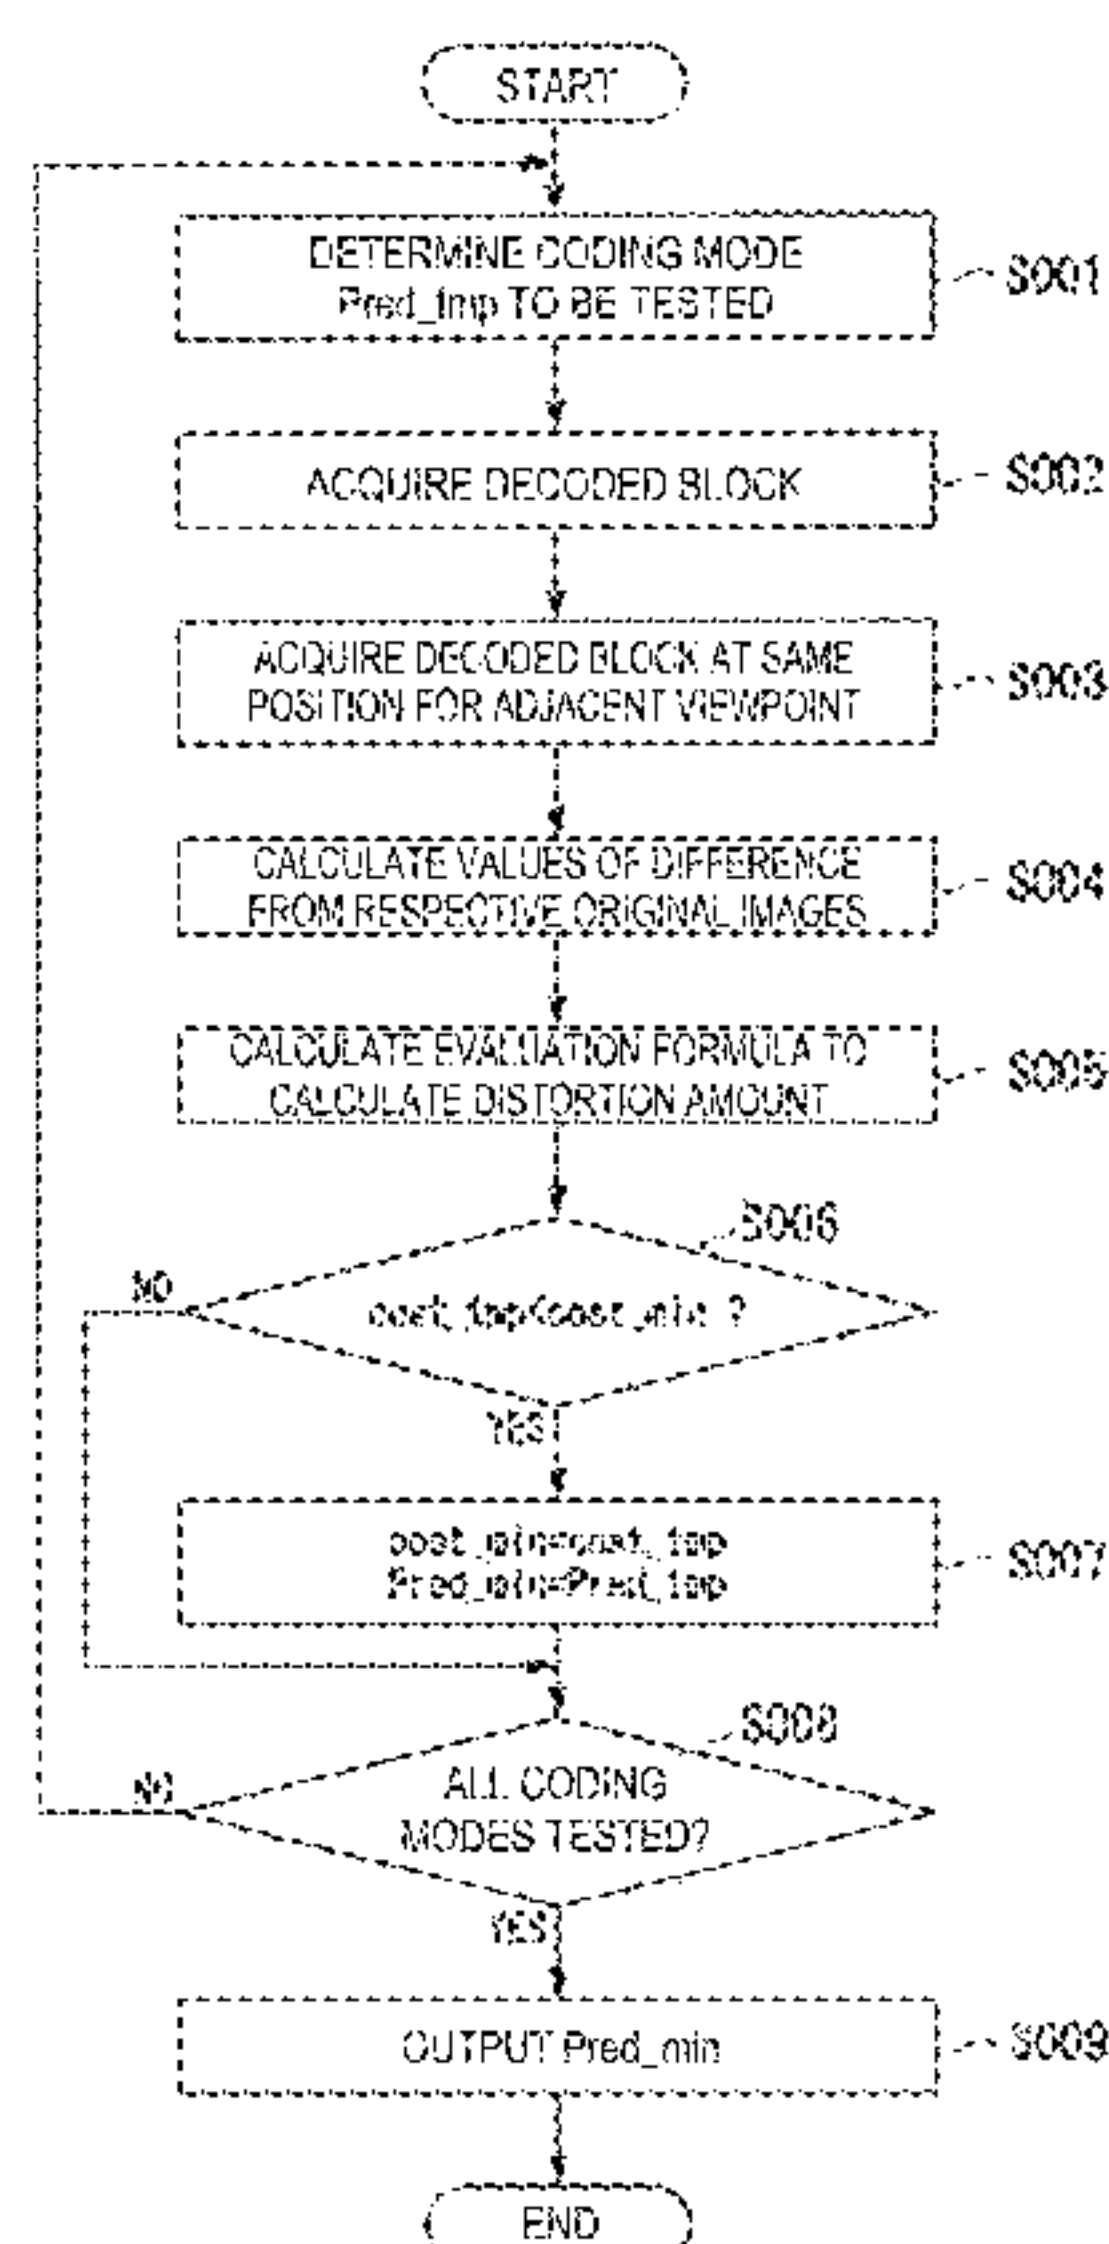 START
DETERMINE CODING MODE
Pred_tmp TO BE TESTED
S001
ACQUIRE DECODED BLOCK
S002
ACQUIRE DECODED BLOCK AT SAME
POSITION FOR ADJACENT VIEWPOINT
S003
CALCULATE VALUES OF DIFFERENCE
FROM RESPECTIVE ORIGINAL IMAGES
S004
CALCULATE EVALUATION FORMULA TO
CALCULATE DISTORTION AMOUNT
S005
S006
NO
cost_tmp<cost_min ?
YES
cost_min=cost_tmp
Pred_min=Pred_tmp
S007
S008
NO
ALL CODING
MODES TESTED?
YES
OUTPUT Pred_min
S009
END